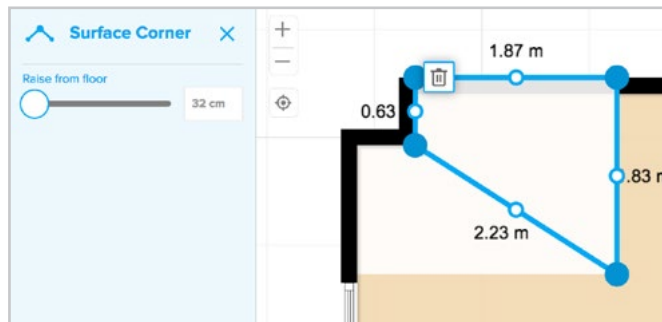 Surface Corner
Raise from floor
32 cm
1.87 m
0.63
.83
2.23 m